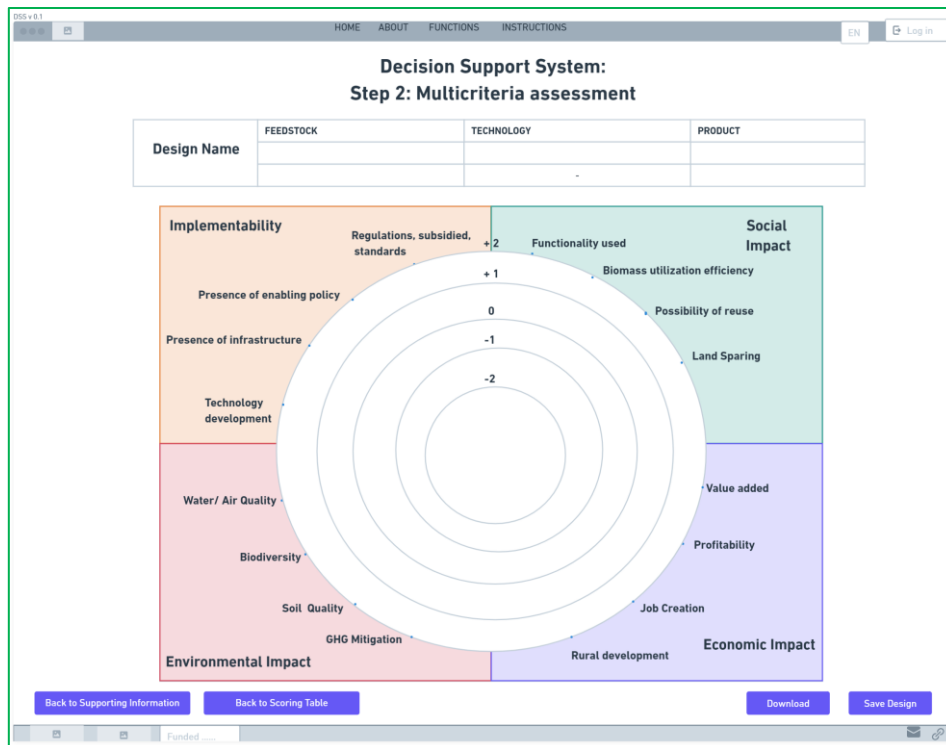 DSS v 0.1
HOME ABOUT FUNCTIONS INSTRUCTIONS
EN
Log in
Decision Support System:
Step 2: Multicriteria assessment
Design Name
FEEDSTOCK TECHNOLOGY PRODUCT
-
Implementability
Social
Impact
Regulations, subsidied,
standards
Presence of enabling policy
Presence of infrastructure
Technology
development
+ 2
+ 1
0
-1
-2
Functionality used
Biomass utilization efficiency
Possibility of reuse
Land Sparing
Water/ Air Quality
Biodiversity
Soil Quality
GHG Mitigation
Environmental Impact
Value added
Profitability
Job Creation
Rural development
Economic Impact
Back to Supporting Information
Back to Scoring Table
Download
Save Design
Funded .....